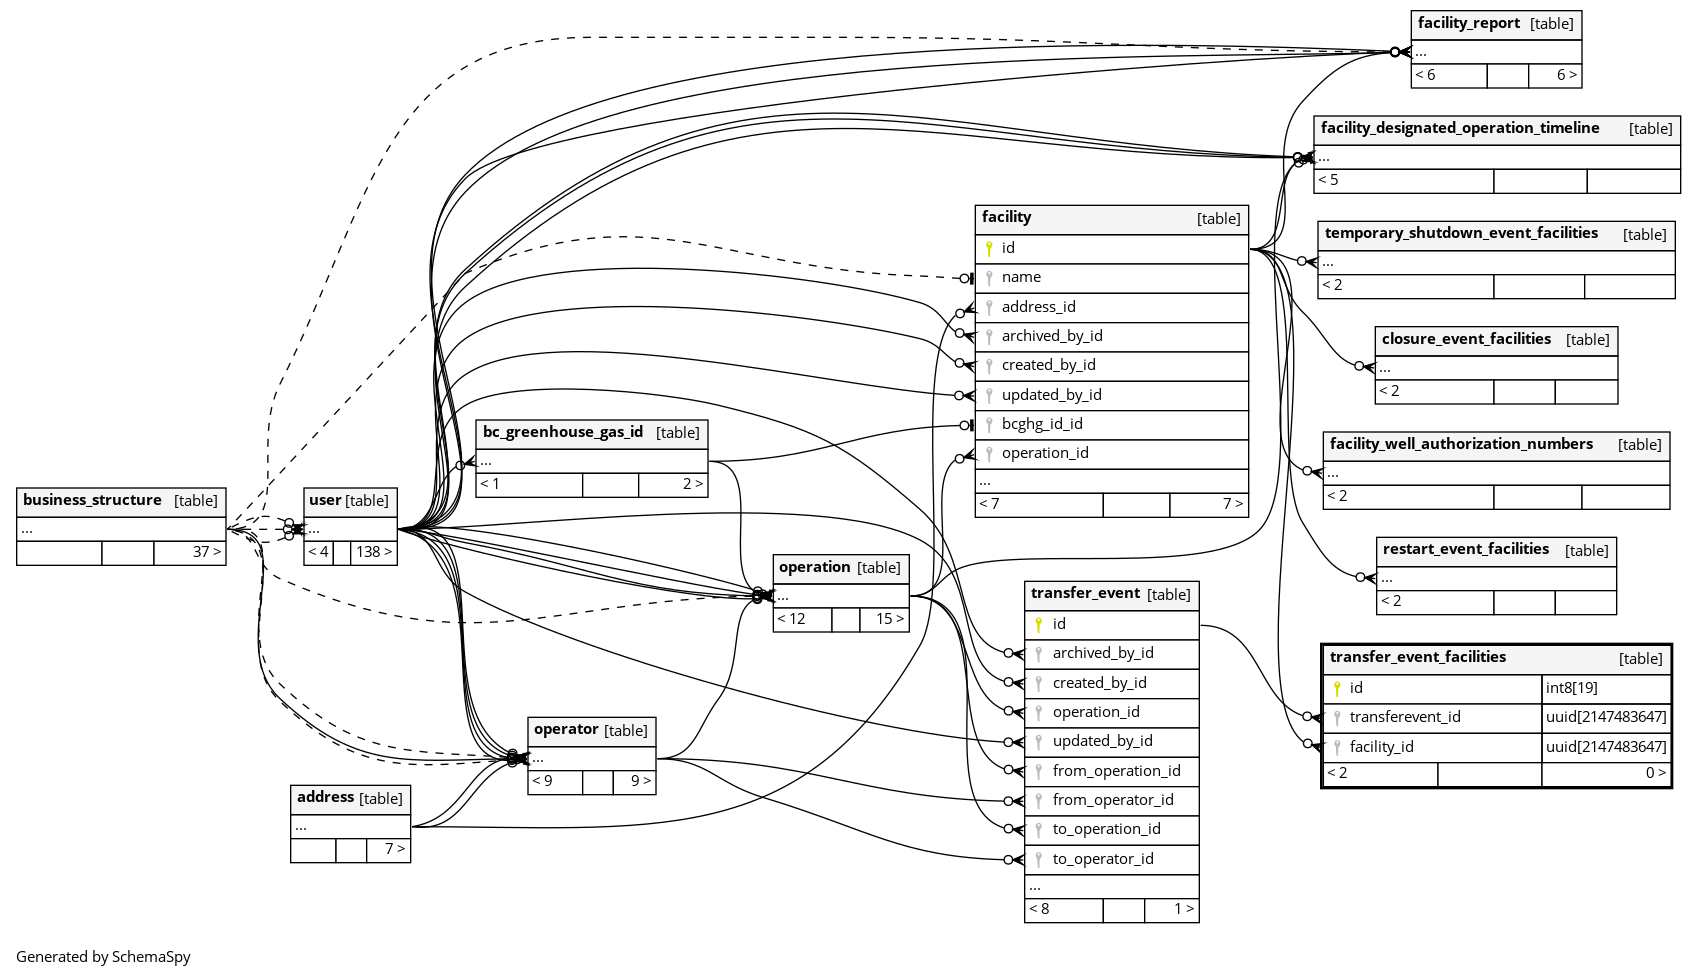 facility_report [table]
...
< 6 6 >
facility_designated_operation_timeline [table]
...
< 5
facility [table]
id
name
address_id
archived_by_id
created_by_id
updated_by_id
bcghg_id_id
operation_id
...
< 7 7 >
temporary_shutdown_event_facilities [table]
...
< 2
closure_event_facilities [table]
...
< 2
bc_greenhouse_gas_id [table]
...
< 1 2 >
facility_well_authorization_numbers [table]
...
< 2
business_structure [table]
...
37 >
user [table]
...
< 4 138 >
restart_event_facilities [table]
...
< 2
operation [table]
...
< 12 15 >
transfer_event [table]
id
archived_by_id
created_by_id
operation_id
updated_by_id
from_operation_id
from_operator_id
to_operation_id
to_operator_id
...
< 8 1 >
transfer_event_facilities [table]
id int8[19]
transferevent_id uuid[2147483647]
facility_id uuid[2147483647]
< 2 0 >
operator [table]
...
< 9 9 >
address [table]
...
7 >
Generated by SchemaSpy